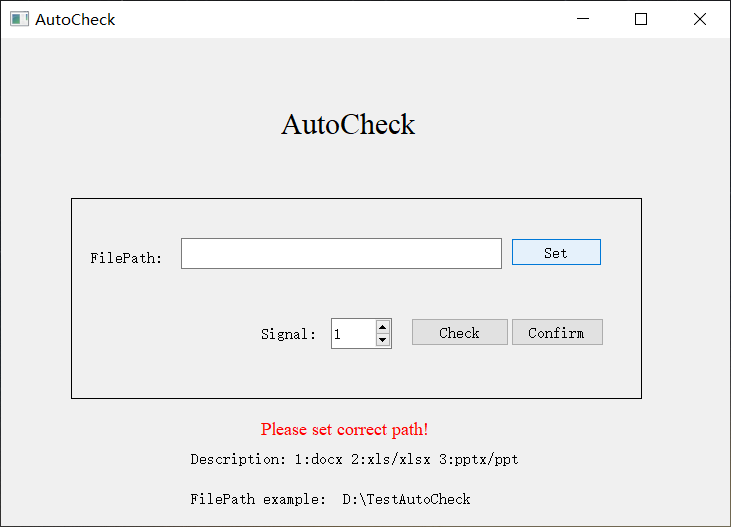 AutoCheck
AutoCheck
FilePath: Set
Signal: 1 Check Confirm
Please set correct path!
Description: 1:docx 2:xls/xlsx 3:pptx/ppt
FilePath example: D:\TestAutoCheck